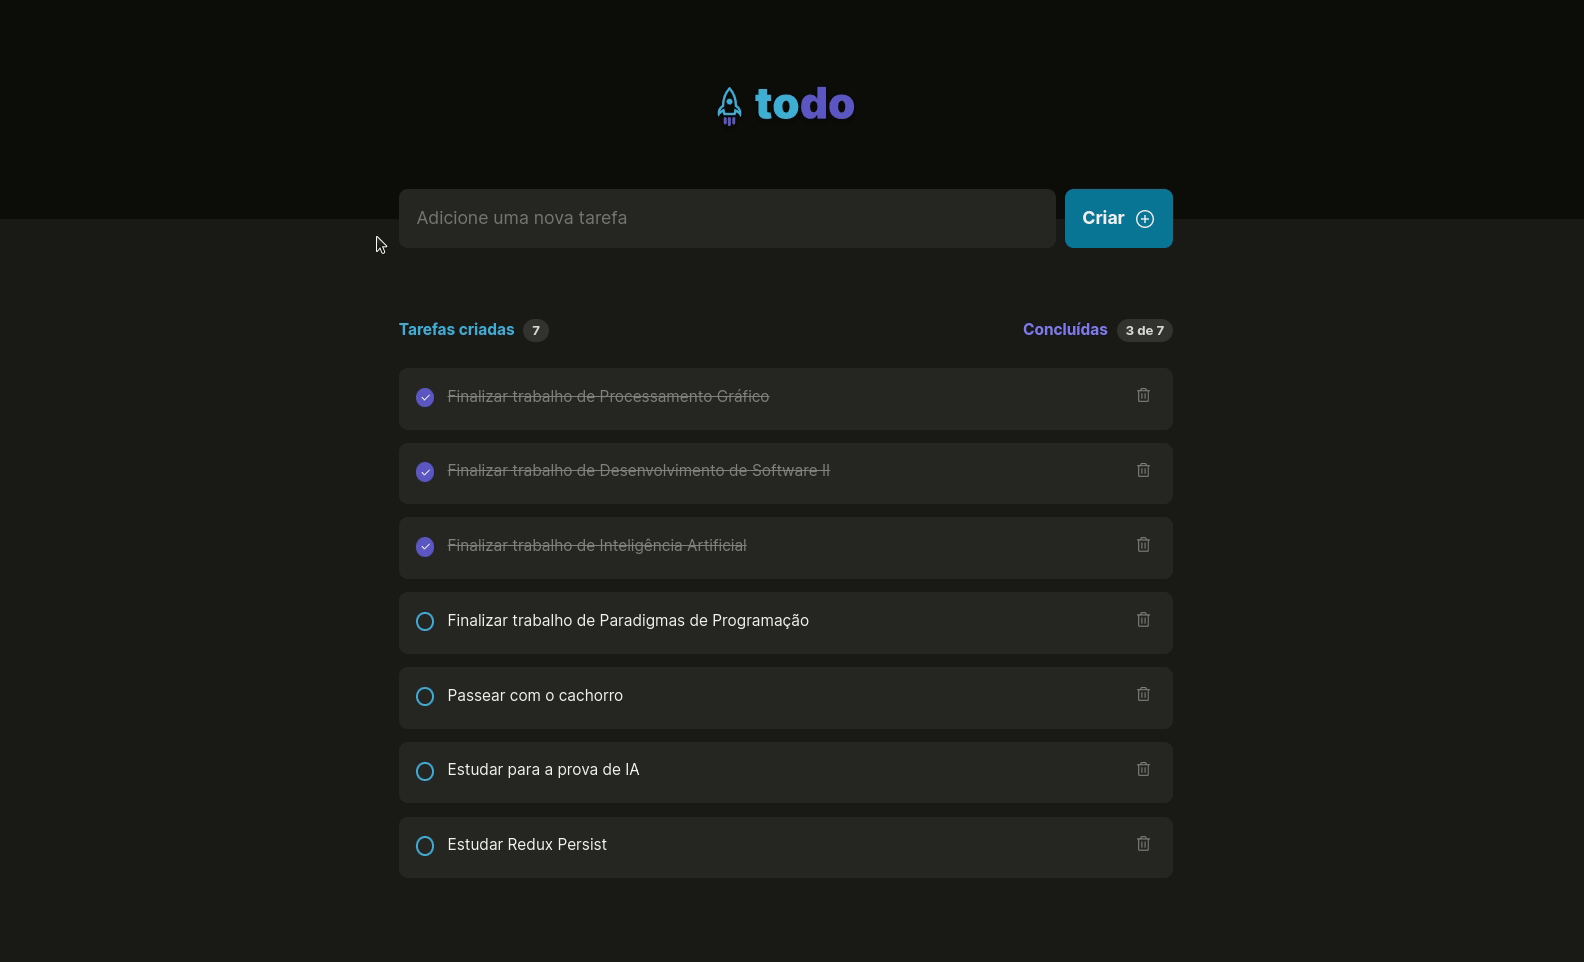 todo
Adicione uma nova tarefa
Criar
Tarefas criadas 7
Concluídas 3 de 7
Finalizar trabalho de Processamento Gráfico
Finalizar trabalho de Desenvolvimento de Software II
Finalizar trabalho de Inteligência Artificial
Finalizar trabalho de Paradigmas de Programação
Passear com o cachorro
Estudar para a prova de IA
Estudar Redux Persist